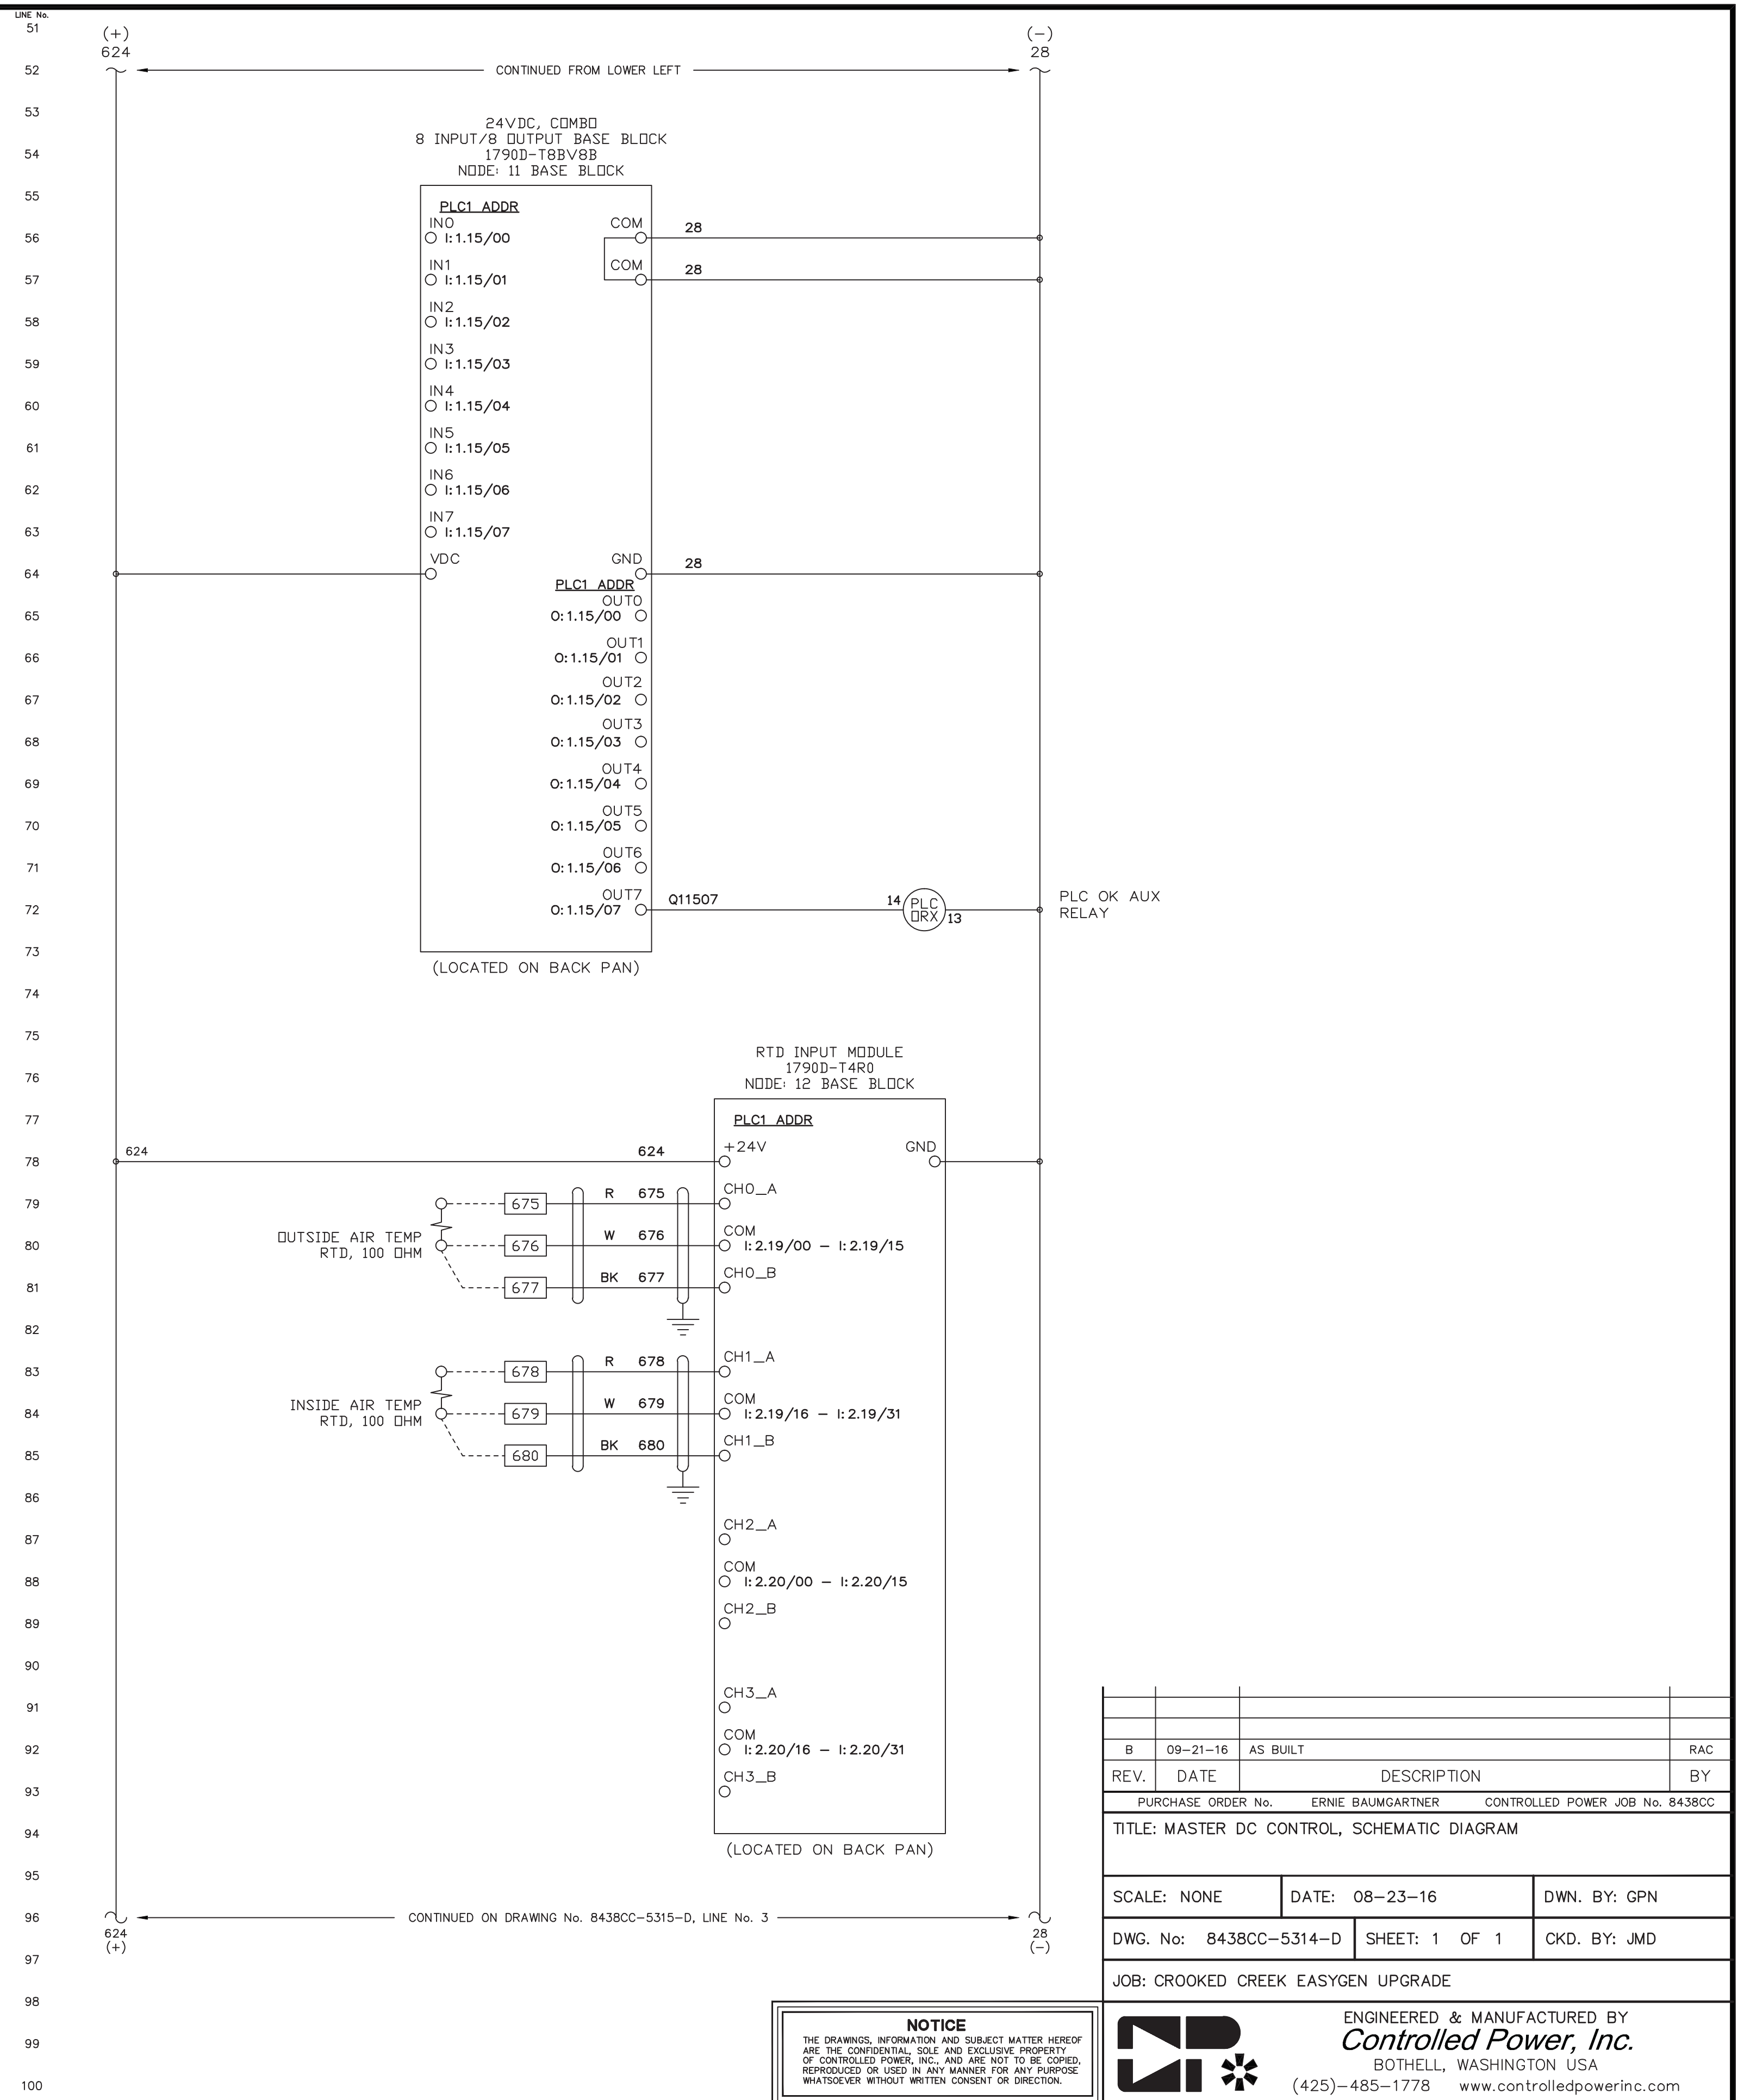 LINE No.
51
(+)
624
(−)
28
52
CONTINUED FROM LOWER LEFT
53
24VDC, COMBO
8 INPUT/8 OUTPUT BASE BLOCK
54
1790D-T8BV8B
NODE: 11 BASE BLOCK
55
PLC1 ADDR
IN0
COM
28
56
I:1.15/00
IN1
COM
28
57
I:1.15/01
IN2
58
I:1.15/02
IN3
59
I:1.15/03
IN4
60
I:1.15/04
IN5
61
I:1.15/05
IN6
62
I:1.15/06
IN7
63
I:1.15/07
VDC
GND
28
64
PLC1 ADDR
OUT0
65
O:1.15/00
OUT1
66
O:1.15/01
OUT2
67
O:1.15/02
OUT3
68
O:1.15/03
OUT4
69
O:1.15/04
OUT5
70
O:1.15/05
OUT6
71
O:1.15/06
OUT7
Q11507
14
PLC
ORX
13
PLC OK AUX
RELAY
72
O:1.15/07
73
(LOCATED ON BACK PAN)
74
75
RTD INPUT MODULE
1790D-T4R0
76
NODE: 12 BASE BLOCK
77
PLC1 ADDR
624
624
+24V
GND
78
R 675
CH0_A
79
675
OUTSIDE AIR TEMP
RTD, 100 OHM
W 676
COM
80
676
I:2.19/00 − I:2.19/15
BK 677
CH0_B
81
677
82
R 678
CH1_A
83
678
INSIDE AIR TEMP
RTD, 100 OHM
W 679
COM
84
679
I:2.19/16 − I:2.19/31
BK 680
CH1_B
85
680
86
CH2_A
87
COM
88
I:2.20/00 − I:2.20/15
CH2_B
89
90
CH3_A
91
COM
92
I:2.20/16 − I:2.20/31
CH3_B
93
94
(LOCATED ON BACK PAN)
95
96
CONTINUED ON DRAWING No. 8438CC−5315−D, LINE No. 3
624
(+)
28
(−)
97
98
99
100
B 09−21−16 AS BUILT RAC
REV. DATE DESCRIPTION BY
PURCHASE ORDER No. ERNIE BAUMGARTNER CONTROLLED POWER JOB No. 8438CC
TITLE: MASTER DC CONTROL, SCHEMATIC DIAGRAM
SCALE: NONE DATE: 08−23−16 DWN. BY: GPN
DWG. No: 8438CC−5314−D SHEET: 1 OF 1 CKD. BY: JMD
JOB: CROOKED CREEK EASYGEN UPGRADE
NOTICE
THE DRAWINGS, INFORMATION AND SUBJECT MATTER HEREOF
ARE THE CONFIDENTIAL, SOLE AND EXCLUSIVE PROPERTY
OF CONTROLLED POWER, INC., AND ARE NOT TO BE COPIED,
REPRODUCED OR USED IN ANY MANNER FOR ANY PURPOSE
WHATSOEVER WITHOUT WRITTEN CONSENT OR DIRECTION.
ENGINEERED & MANUFACTURED BY
Controlled Power, Inc.
BOTHELL, WASHINGTON USA
(425)−485−1778 www.controlledpowerinc.com